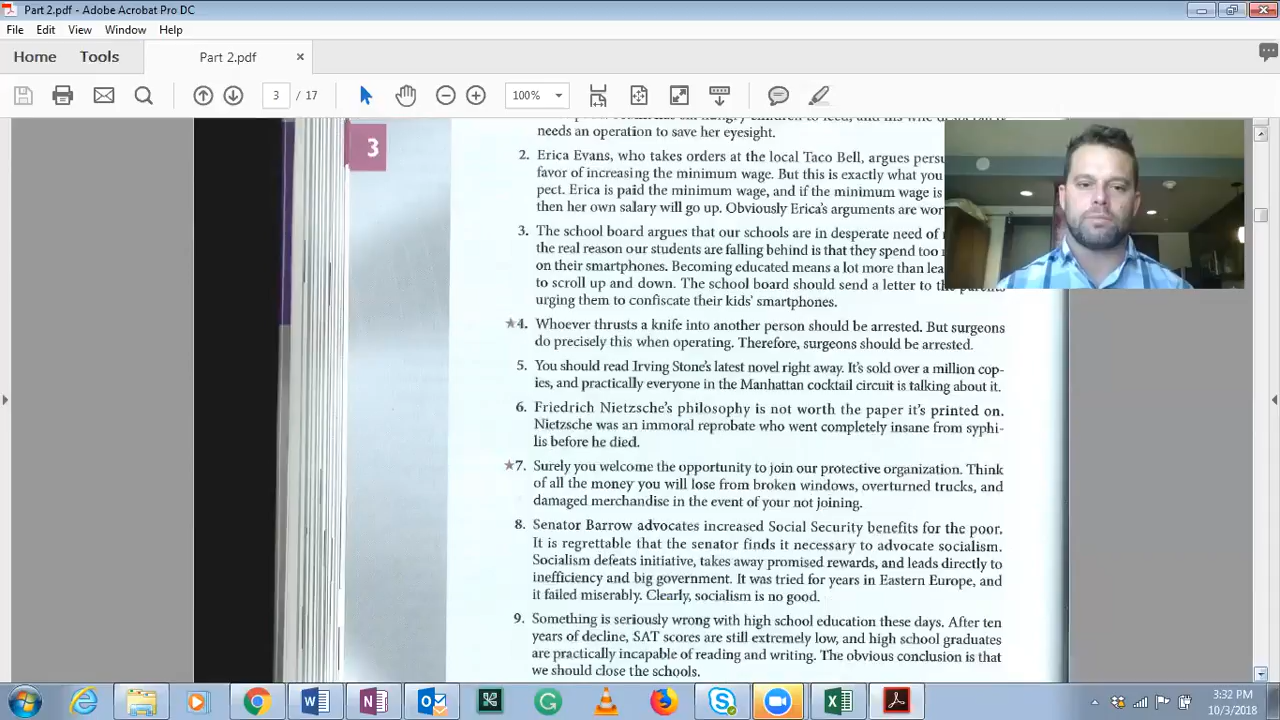 Part 2.pdf - Adobe Acrobat Pro DC
File Edit View Window Help
Home Tools Part 2.pdf ×
3 / 17 100%
3
needs an operation to save her eyesight.
2. Erica Evans, who takes orders at the local Taco Bell, argues
favor of increasing the minimum wage. But this is exactly what you
pect. Erica is paid the minimum wage, and if the minimum wage is
then her own salary will go up. Obviously Erica's arguments are
3. The school board argues that our schools are in desperate need of
the real reason our students are falling behind is that they spend too
on their smartphones. Becoming educated means a lot more than
to scroll up and down. The school board should send a letter to the parents
urging them to confiscate their kids' smartphones.
★4. Whoever thrusts a knife into another person should be arrested. But surgeons
do precisely this when operating. Therefore, surgeons should be arrested.
5. You should read Irving Stone's latest novel right away. It's sold over a million cop-
ies, and practically everyone in the Manhattan cocktail circuit is talking about it.
6. Friedrich Nietzsche's philosophy is not worth the paper it's printed on.
Nietzsche was an immoral reprobate who went completely insane from syphi-
lis before he died.
★7. Surely you welcome the opportunity to join our protective organization. Think
of all the money you will lose from broken windows, overturned trucks, and
damaged merchandise in the event of your not joining.
8. Senator Barrow advocates increased Social Security benefits for the poor.
It is regrettable that the senator finds it necessary to advocate socialism.
Socialism defeats initiative, takes away promised rewards, and leads directly to
inefficiency and big government. It was tried for years in Eastern Europe, and
it failed miserably. Clearly, socialism is no good.
9. Something is seriously wrong with high school education these days. After ten
years of decline, SAT scores are still extremely low, and high school graduates
are practically incapable of reading and writing. The obvious conclusion is that
we should close the schools.
3:32 PM
10/3/2018